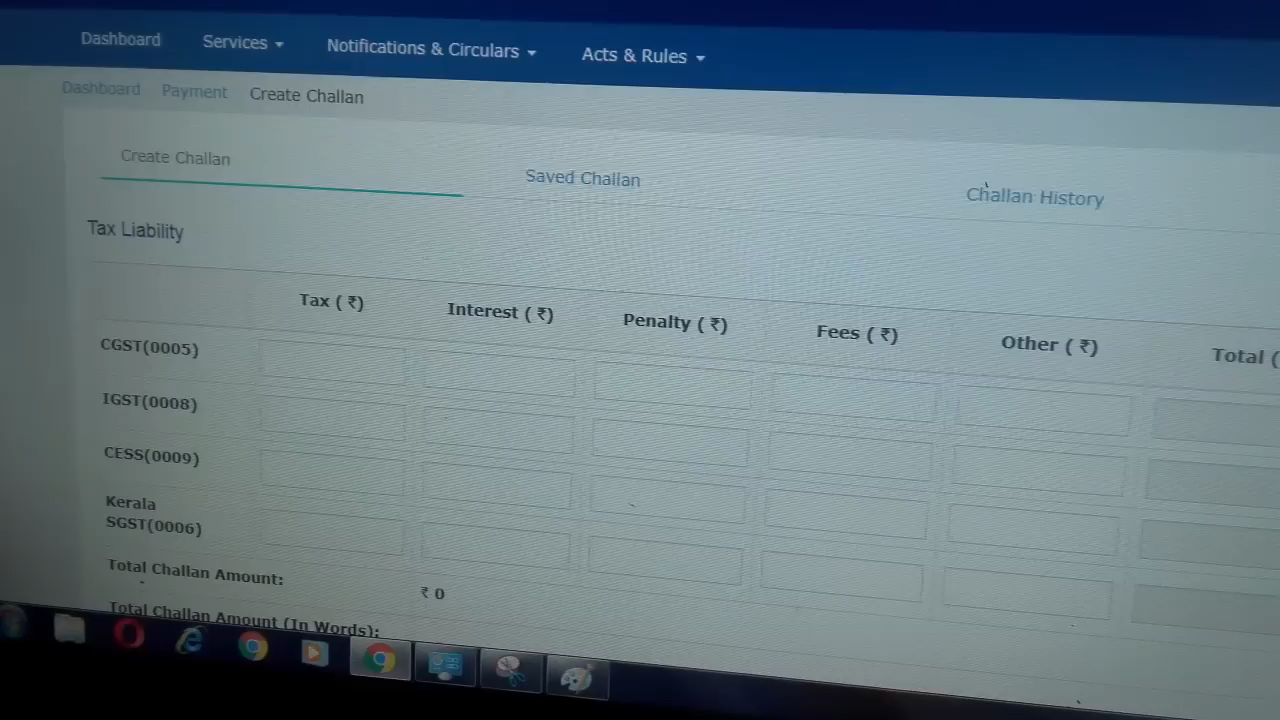 Dashboard Services Notifications & Circulars Acts & Rules
Dashboard Payment Create Challan
Create Challan Saved Challan Challan History
Tax Liability
Tax ( ₹) Interest ( ₹) Penalty ( ₹) Fees ( ₹) Other ( ₹) Total (
CGST(0005)
IGST(0008)
CESS(0009)
Kerala
SGST(0006)
Total Challan Amount: ₹ 0
Total Challan Amount (In Words):